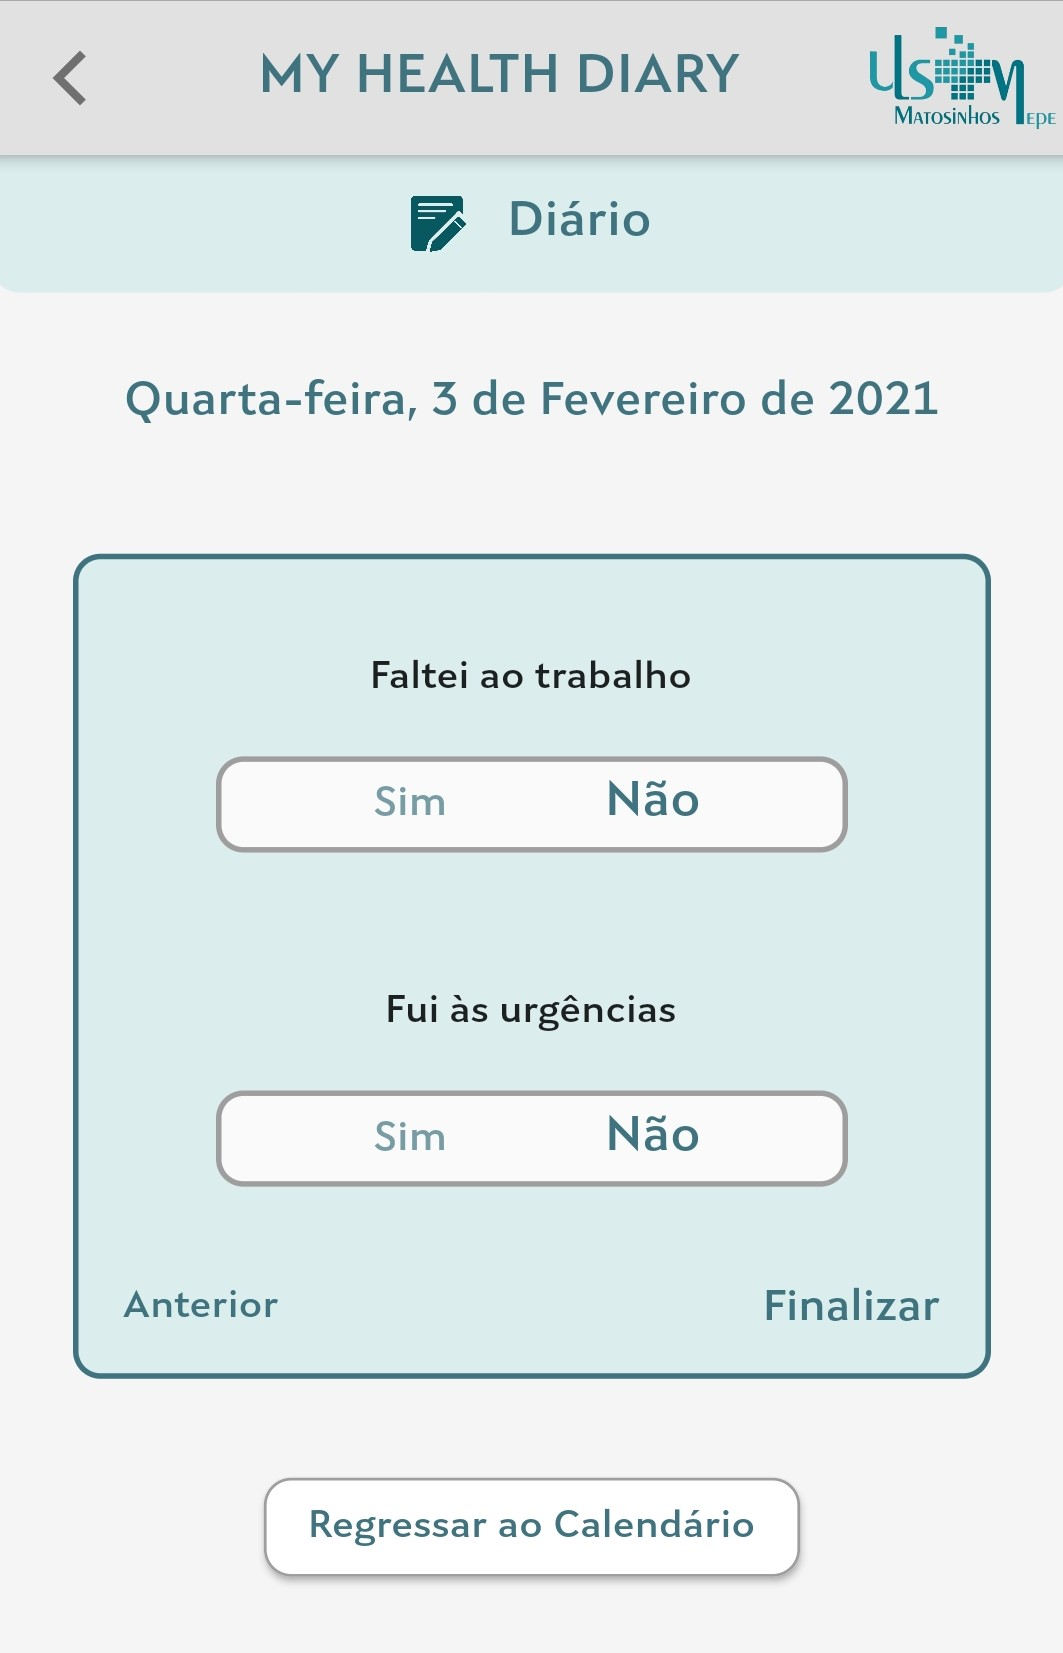 MY HEALTH DIARY
ULSM
MATOSINHOS EPE
Diário
Quarta-feira, 3 de Fevereiro de 2021
Faltei ao trabalho
Sim Não
Fui às urgências
Sim Não
Anterior Finalizar
Regressar ao Calendário